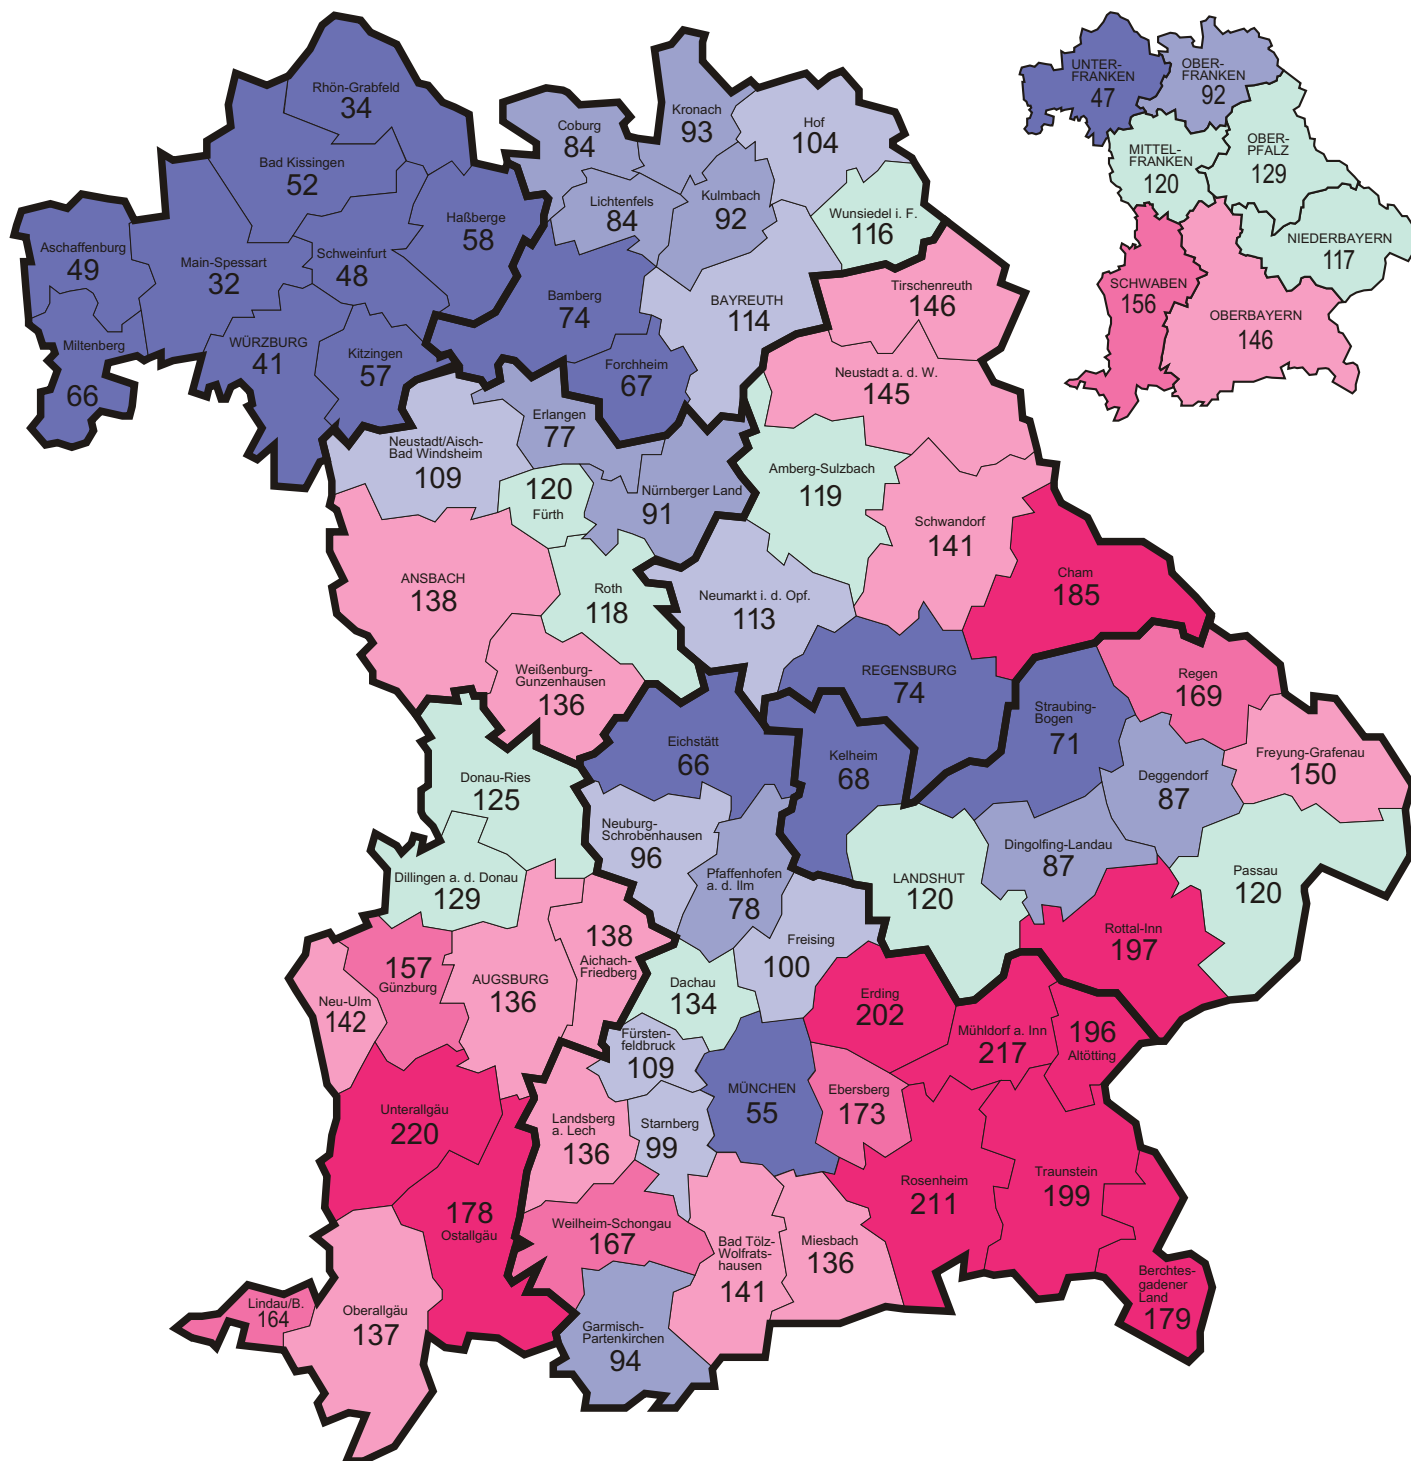 Rhön-Grabfeld
34
Bad Kissingen
52
Haßberge
58
Aschaffenburg
49
Main-Spessart
32
Schweinfurt
48
Miltenberg
66
WÜRZBURG
41
Kitzingen
57
Coburg
84
Kronach
93
Hof
104
Lichtenfels
84
Kulmbach
92
Wunsiedel i. F.
116
Bamberg
74
BAYREUTH
114
Forchheim
67
Tirschenreuth
146
Neustadt a. d. W.
145
Neustadt/Aisch-
Bad Windsheim
109
Erlangen
77
120
Fürth
Nürnberger Land
91
Amberg-Sulzbach
119
Schwandorf
141
ANSBACH
138
Roth
118
Neumarkt i. d. Opf.
113
Cham
185
Weißenburg-
Gunzenhausen
136
REGENSBURG
74
Regen
169
Straubing-
Bogen
71
Freyung-Grafenau
150
Eichstätt
66
Kelheim
68
Deggendorf
87
Donau-Ries
125
Neuburg-
Schrobenhausen
96
Pfaffenhofen
a. d. Ilm
78
Dingolfing-Landau
87
Dillingen a. d. Donau
129
LANDSHUT
120
Passau
120
Rottal-Inn
197
138
Aichach-
Friedberg
Freising
100
157
Günzburg
AUGSBURG
136
Neu-Ulm
142
Dachau
134
Erding
202
Mühldorf a. Inn
217
196
Altötting
Fürsten-
feldbruck
109
MÜNCHEN
55
Ebersberg
173
Unterallgäu
220
Landsberg
a. Lech
136
Starnberg
99
Rosenheim
211
Traunstein
199
178
Ostallgäu
Weilheim-Schongau
167
Bad Tölz-
Wolfrats-
hausen
141
Miesbach
136
Berchtes-
gadener
Land
179
Lindau/B.
164
Oberallgäu
137
Garmisch-
Partenkirchen
94
UNTER-
FRANKEN
47
OBER-
FRANKEN
92
MITTEL-
FRANKEN
120
OBER-
PFALZ
129
NIEDERBAYERN
117
SCHWABEN
156
OBERBAYERN
146